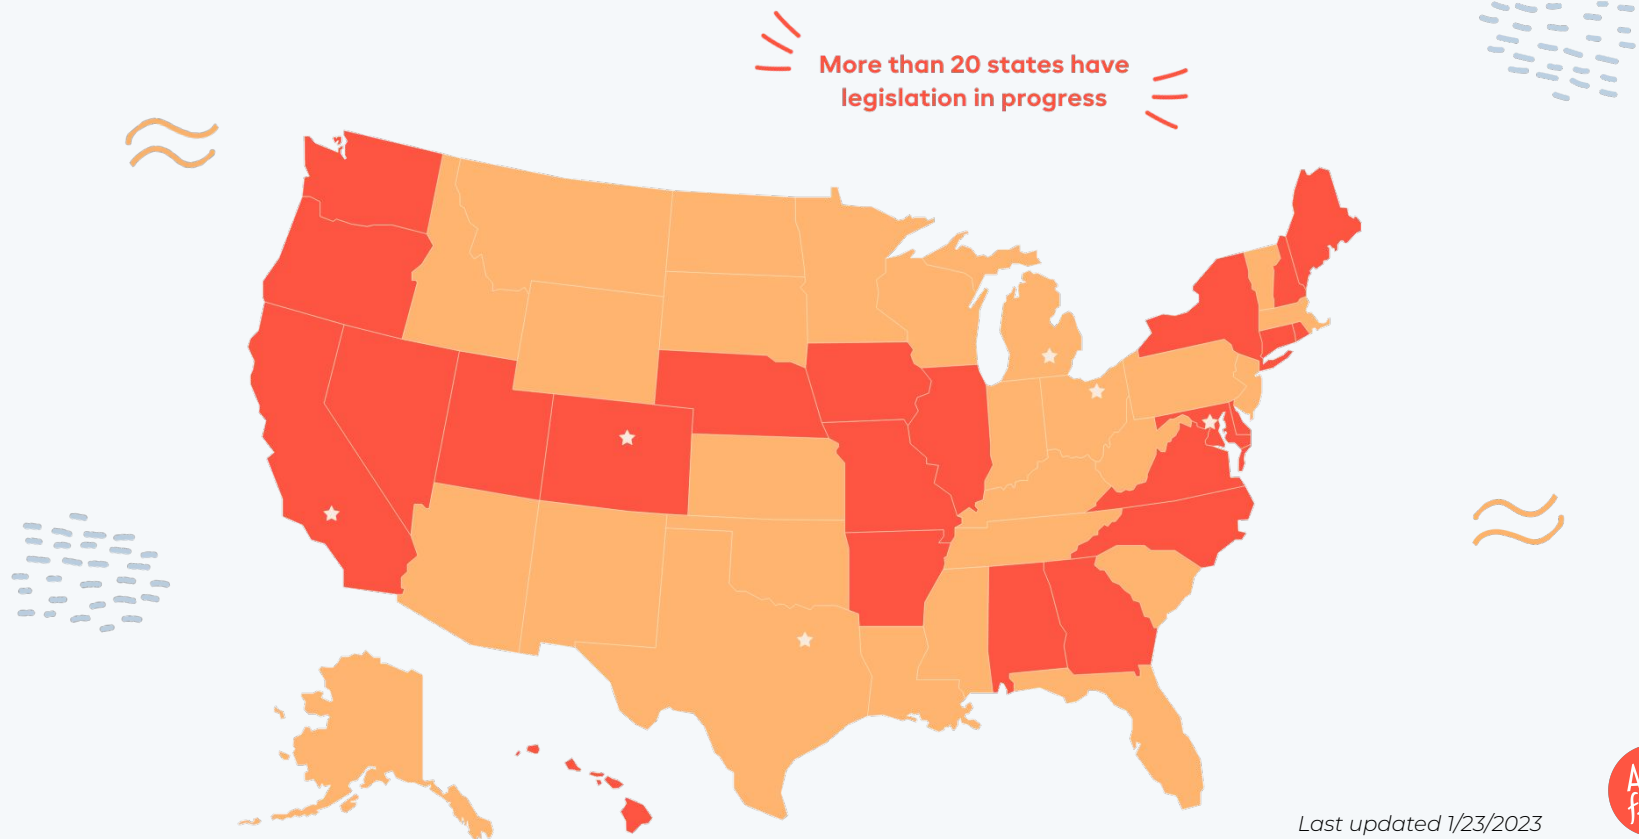 More than 20 states have
legislation in progress
Last updated 1/23/2023